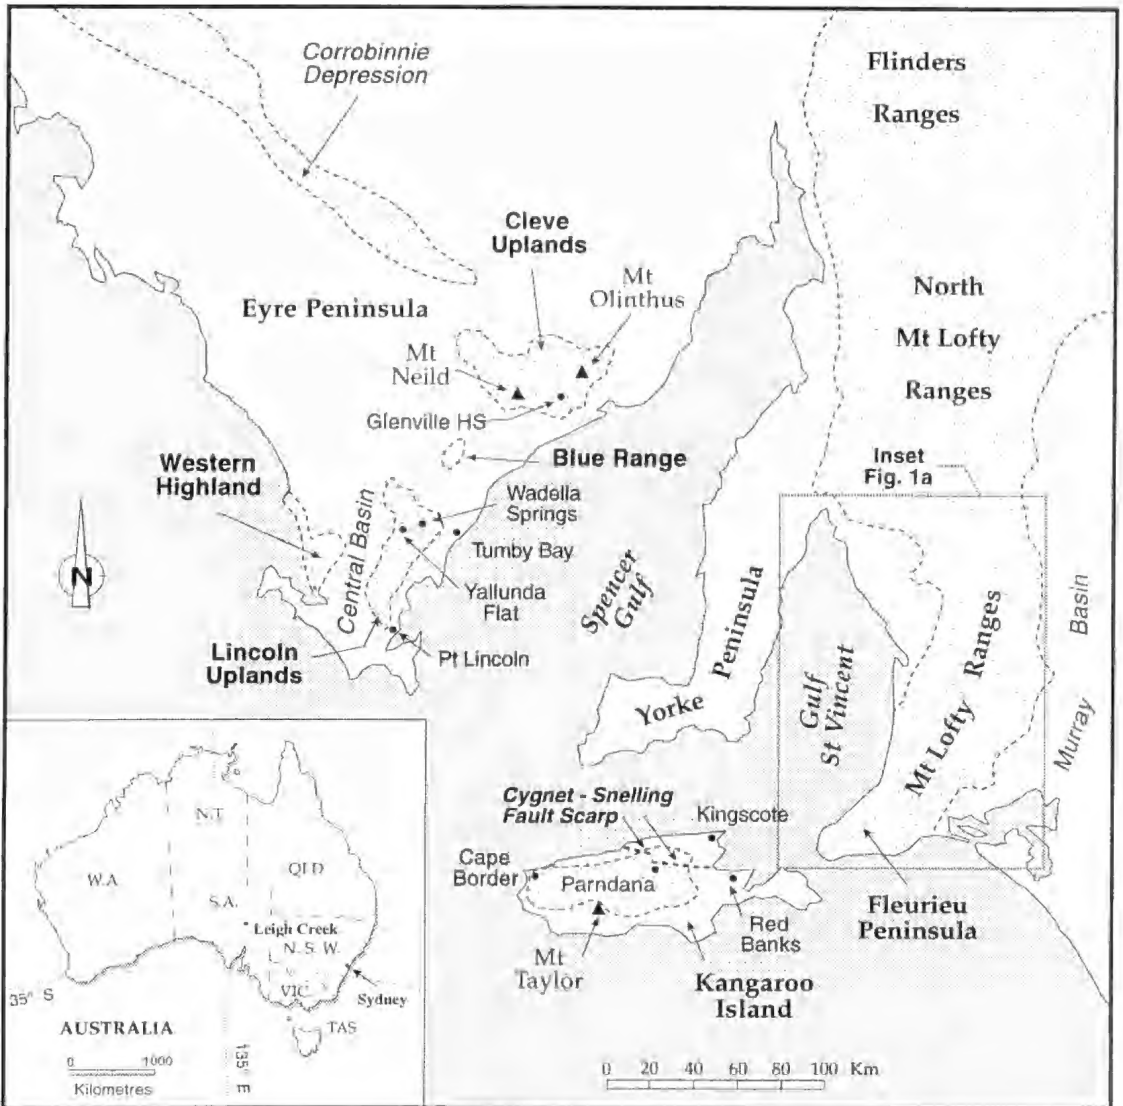 Corrobinnie
Depression
Flinders
Ranges
Cleve
Uplands
Mt
Olinthus
Eyre Peninsula
North
Mt Lofty
Ranges
Mt
Neild
Glenville HS
Blue Range
Western
Highland
Inset
Fig. 1a
Wadella
Springs
Central Basin
Tumby Bay
N
Yallunda
Flat
Spencer
Gulf
Lincoln
Uplands
Pt Lincoln
Yorke Peninsula
Gulf
St Vincent
Mt Lofty Ranges
Murray Basin
Cygnet - Snelling
Fault Scarp
Kingscote
Cape
Border
Parndana
Red
Banks
Fleurieu
Peninsula
Mt
Taylor
Kangaroo
Island
N.T.
W.A.
QLD
S.A.
Leigh Creek
N. S. W.
VIC.
Sydney
35° S
AUSTRALIA
TAS
0 1000
Kilometres
135° E
0 20 40 60 80 100 Km